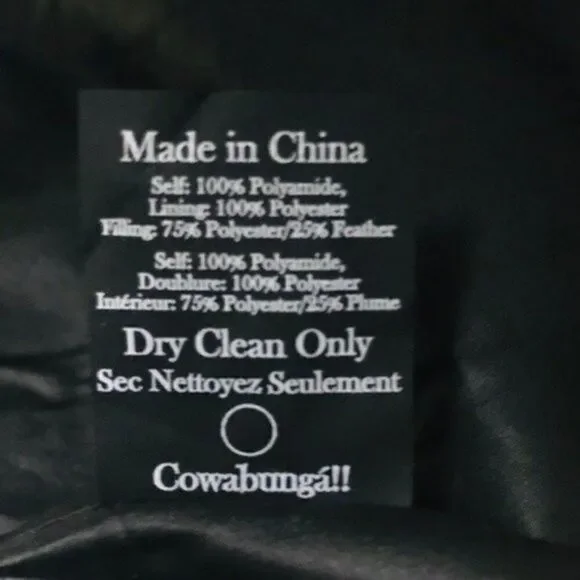 Made in China
Self: 100% Polyamide,
Lining: 100% Polyester
Filling: 75% Polyester/25% Feather
Self: 100% Polyamide,
Doublure: 100% Polyester
Intérieur: 75% Polyester/25% Plume
Dry Clean Only
Sec Nettoyez Seulement
Cowabungá!!